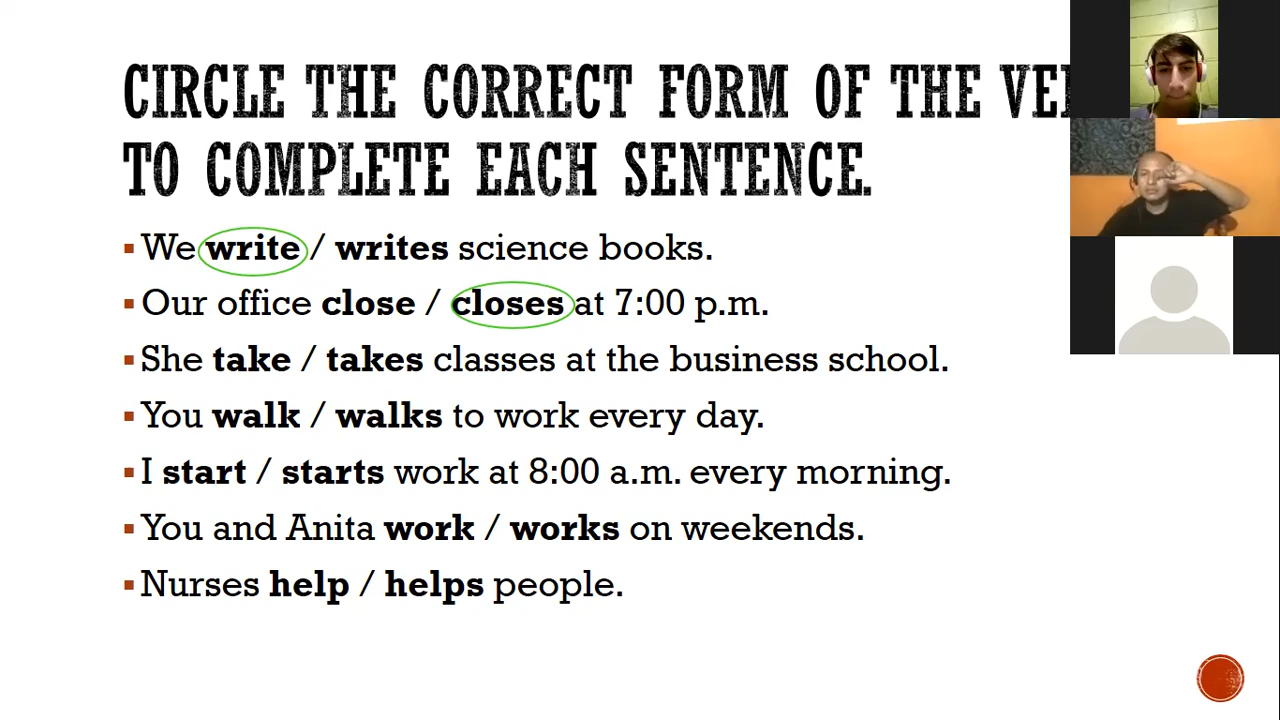 CIRCLE THE CORRECT FORM OF THE
TO COMPLETE EACH SENTENCE.
We write / writes science books.
Our office close / closes at 7:00 p.m.
She take / takes classes at the business school.
You walk / walks to work every day.
I start / starts work at 8:00 a.m. every morning.
You and Anita work / works on weekends.
Nurses help / helps people.